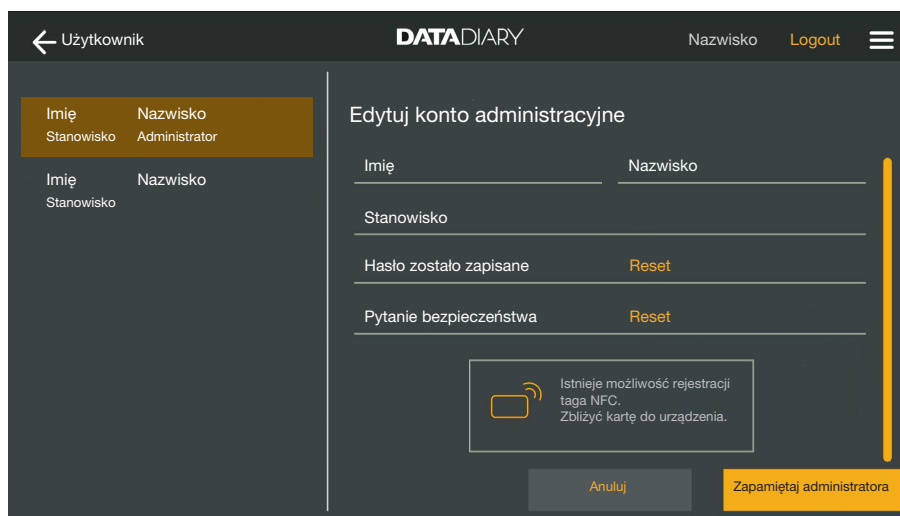 Użytkownik
DATADIARY
Nazwisko Logout
Imię Nazwisko
Stanowisko Administrator
Imię Nazwisko
Stanowisko
Edytuj konto administracyjne
Imię Nazwisko
Stanowisko
Hasło zostało zapisane Reset
Pytanie bezpieczeństwa Reset
Istnieje możliwość rejestracji
taga NFC.
Zbliżyć kartę do urządzenia.
Anuluj Zapamiętaj administratora